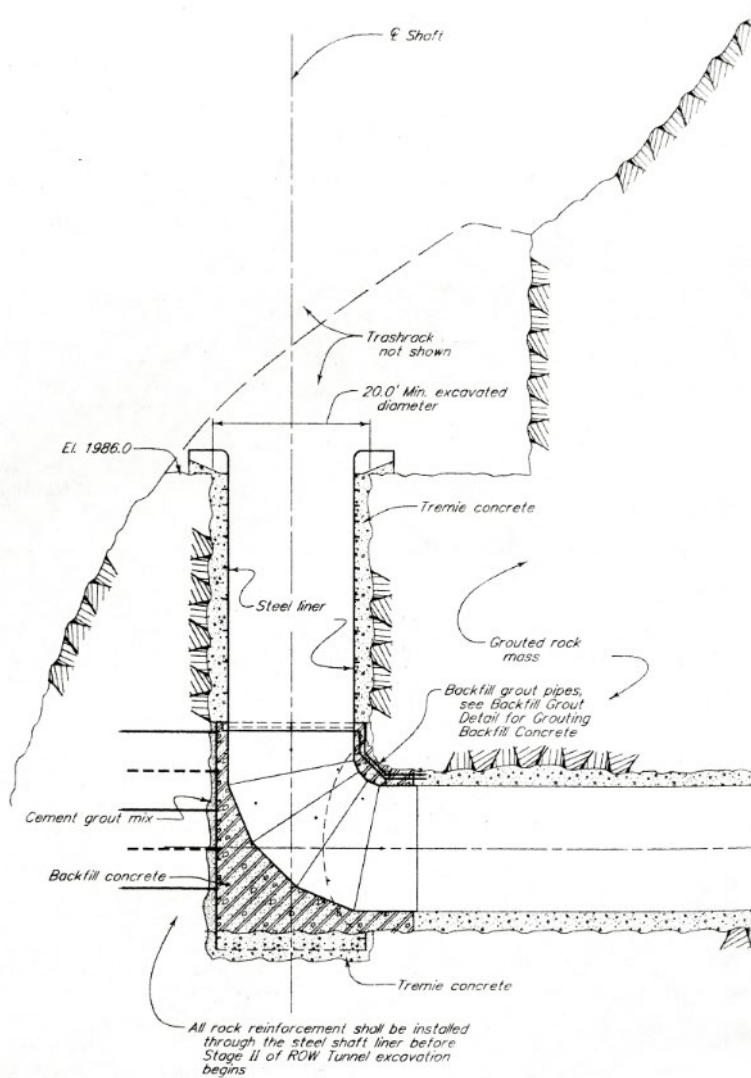 ℄ Shaft
Trashrack
not shown
20.0' Min. excavated
diameter
El. 1986.0
Tremie concrete
Steel liner
Grouted rock
mass
Backfill grout pipes,
see Backfill Grout
Detail for Grouting
Backfill Concrete
Cement grout mix
Backfill concrete
Tremie concrete
All rock reinforcement shall be installed
through the steel shaft liner before
Stage II of ROW Tunnel excavation
begins